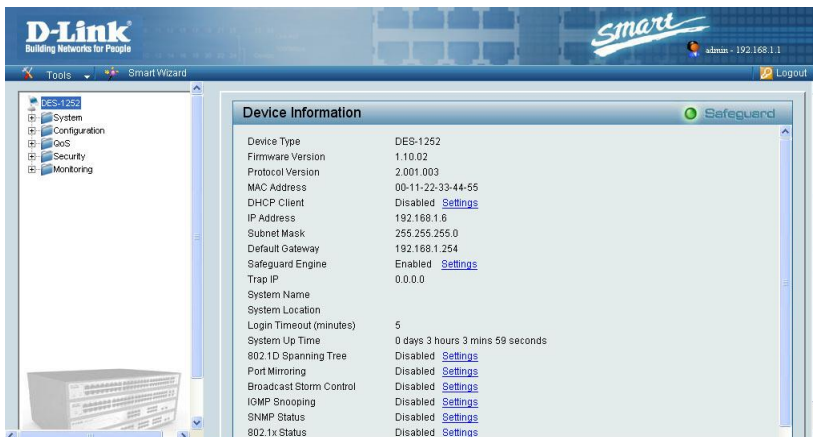 D-Link
Building Networks for People
smart
admin - 192.168.1.1
Tools
Smart Wizard
Logout
DES-1252
System
Configuration
QoS
Security
Monitoring
Device Information
Safeguard
Device Type DES-1252
Firmware Version 1.10.02
Protocol Version 2.001.003
MAC Address 00-11-22-33-44-55
DHCP Client Disabled Settings
IP Address 192.168.1.6
Subnet Mask 255.255.255.0
Default Gateway 192.168.1.254
Safeguard Engine Enabled Settings
Trap IP 0.0.0.0
System Name
System Location
Login Timeout (minutes) 5
System Up Time 0 days 3 hours 3 mins 59 seconds
802.1D Spanning Tree Disabled Settings
Port Mirroring Disabled Settings
Broadcast Storm Control Disabled Settings
IGMP Snooping Disabled Settings
SNMP Status Disabled Settings
802.1x Status Disabled Settings